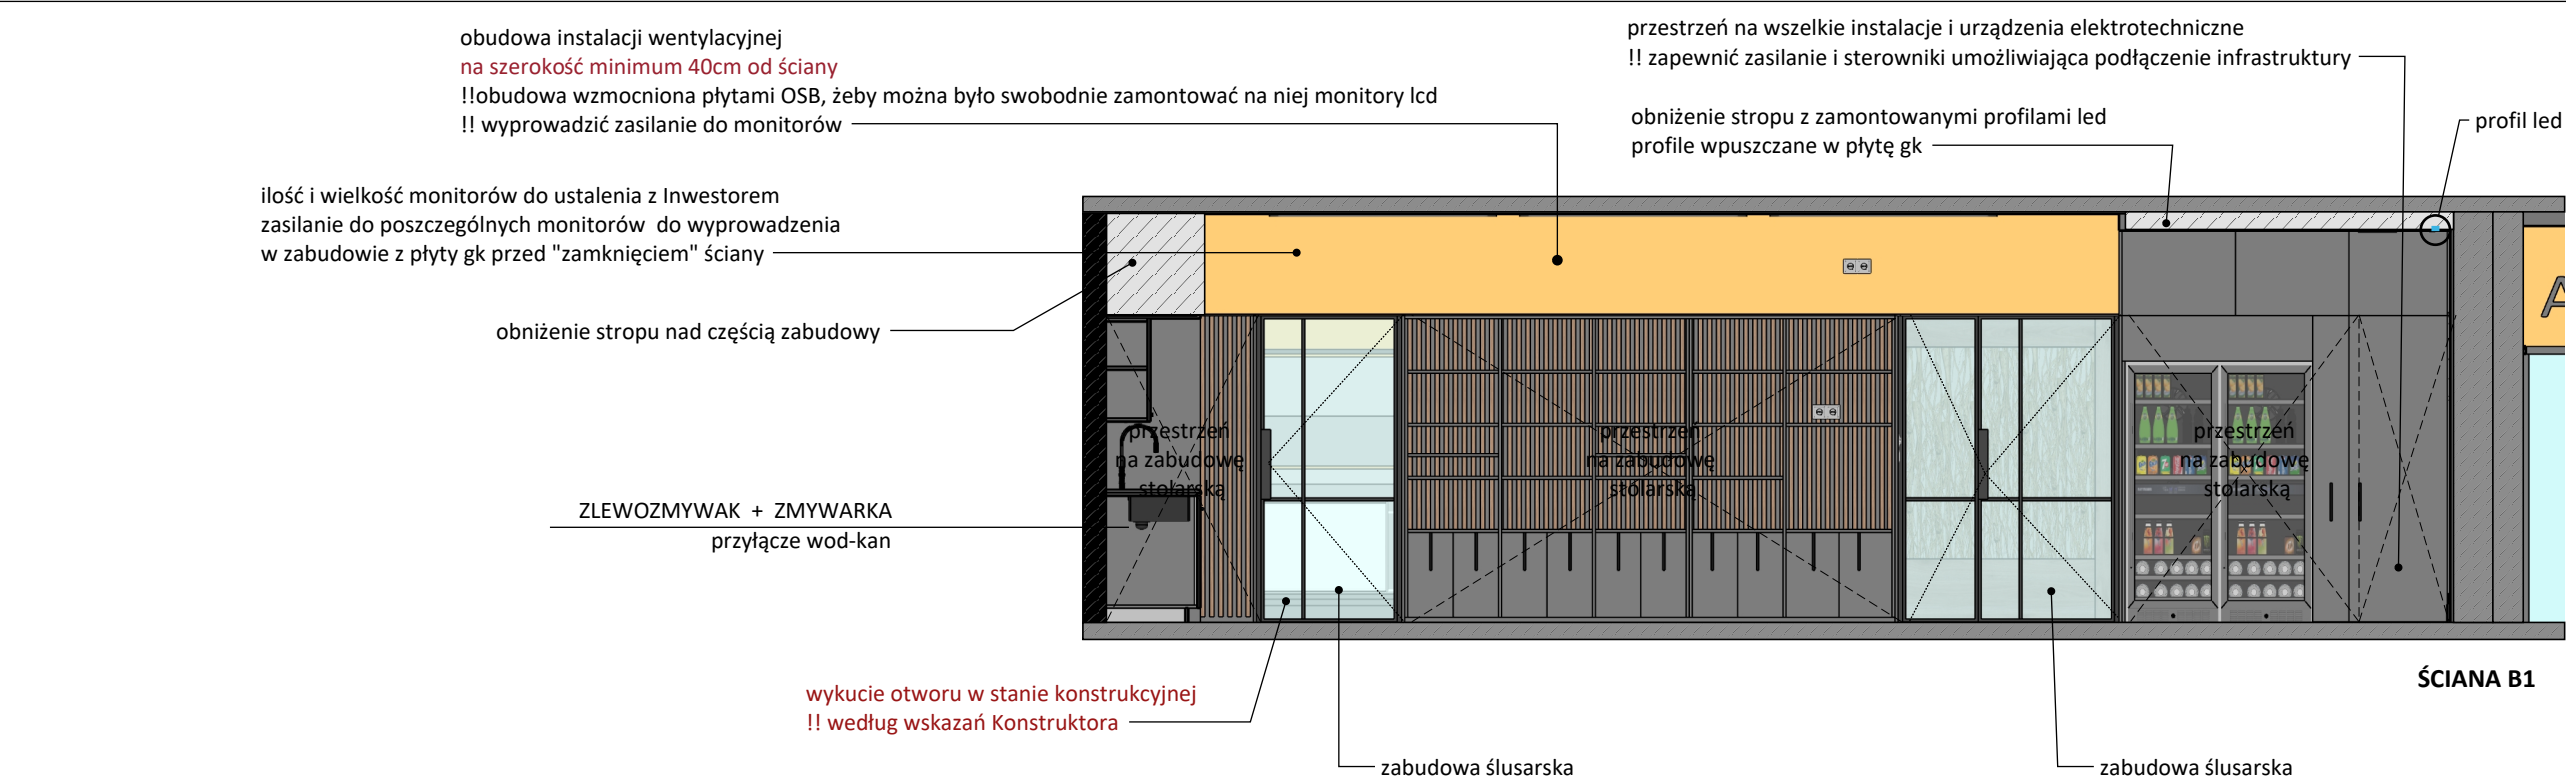 obudowa instalacji wentylacyjnej
na szerokość minimum 40cm od ściany
!!obudowa wzmocniona płytami OSB, żeby można było swobodnie zamontować na niej monitory lcd
!! wyprowadzić zasilanie do monitorów
przestrzeń na wszelkie instalacje i urządzenia elektrotechniczne
!! zapewnić zasilanie i sterowniki umożliwiająca podłączenie infrastruktury
obniżenie stropu z zamontowanymi profilami led
profile wpuszczane w płytę gk
profil led
ilość i wielkość monitorów do ustalenia z Inwestorem
zasilanie do poszczególnych monitorów do wyprowadzenia
w zabudowie z płyty gk przed "zamknięciem" ściany
obniżenie stropu nad częścią zabudowy
A
przestrzeń
na zabudowę
stolarską
przestrzeń
na zabudowę
stolarską
przestrzeń
na zabudowę
stolarską
ZLEWOZMYWAK + ZMYWARKA
przyłącze wod-kan
ŚCIANA B1
wykucie otworu w stanie konstrukcyjnej
!! według wskazań Konstruktora
zabudowa ślusarska
zabudowa ślusarska